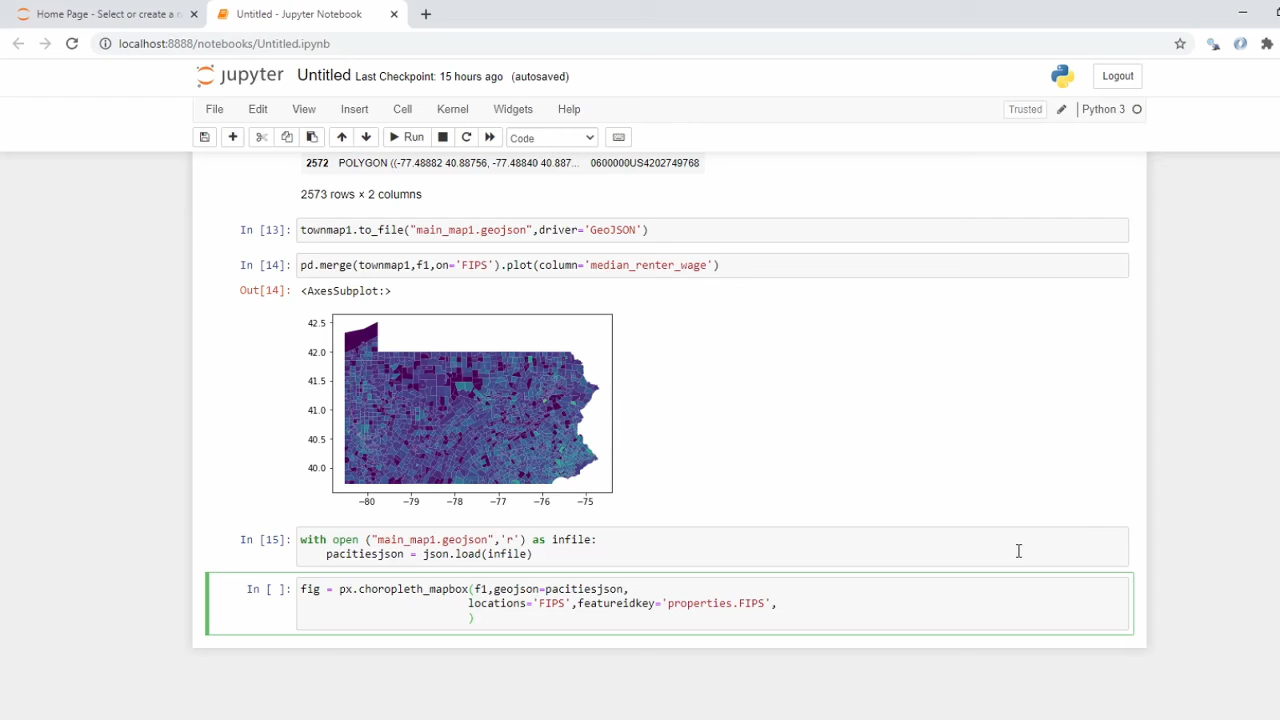 Home Page - Select or create a n
Untitled - Jupyter Notebook
localhost:8888/notebooks/Untitled.ipynb
jupyter Untitled Last Checkpoint: 15 hours ago (autosaved)
Logout
File Edit View Insert Cell Kernel Widgets Help
Trusted Python 3
Run Code
2572 POLYGON ((-77.48882 40.88756, -77.48840 40.887... 0600000US4202749768
2573 rows × 2 columns
In [13]: townmap1.to_file("main_map1.geojson",driver='GeoJSON')
In [14]: pd.merge(townmap1,f1,on='FIPS').plot(column='median_renter_wage')
Out[14]: <AxesSubplot:>
42.5
42.0
41.5
41.0
40.5
40.0
−80 −79 −78 −77 −76 −75
In [15]: with open ("main_map1.geojson",'r') as infile:
pacitiesjson = json.load(infile)
In [ ]: fig = px.choropleth_mapbox(f1,geojson=pacitiesjson,
locations='FIPS',featureidkey='properties.FIPS',
)